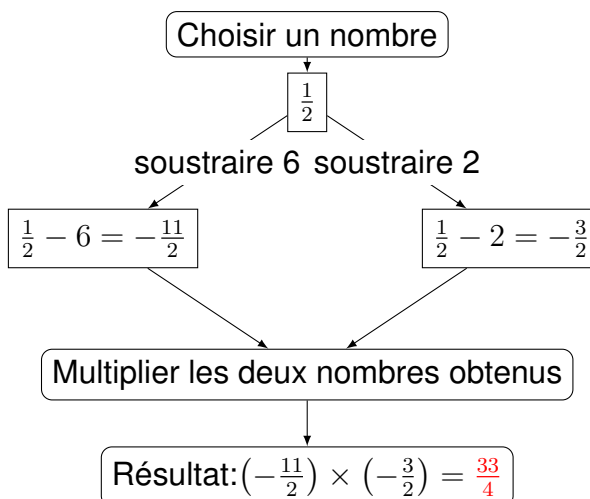 Choisir un nombre
1/2
soustraire 6 soustraire 2
1/2 − 6 = −11/2
1/2 − 2 = −3/2
Multiplier les deux nombres obtenus
Résultat:(−11/2) × (−3/2) = 33/4